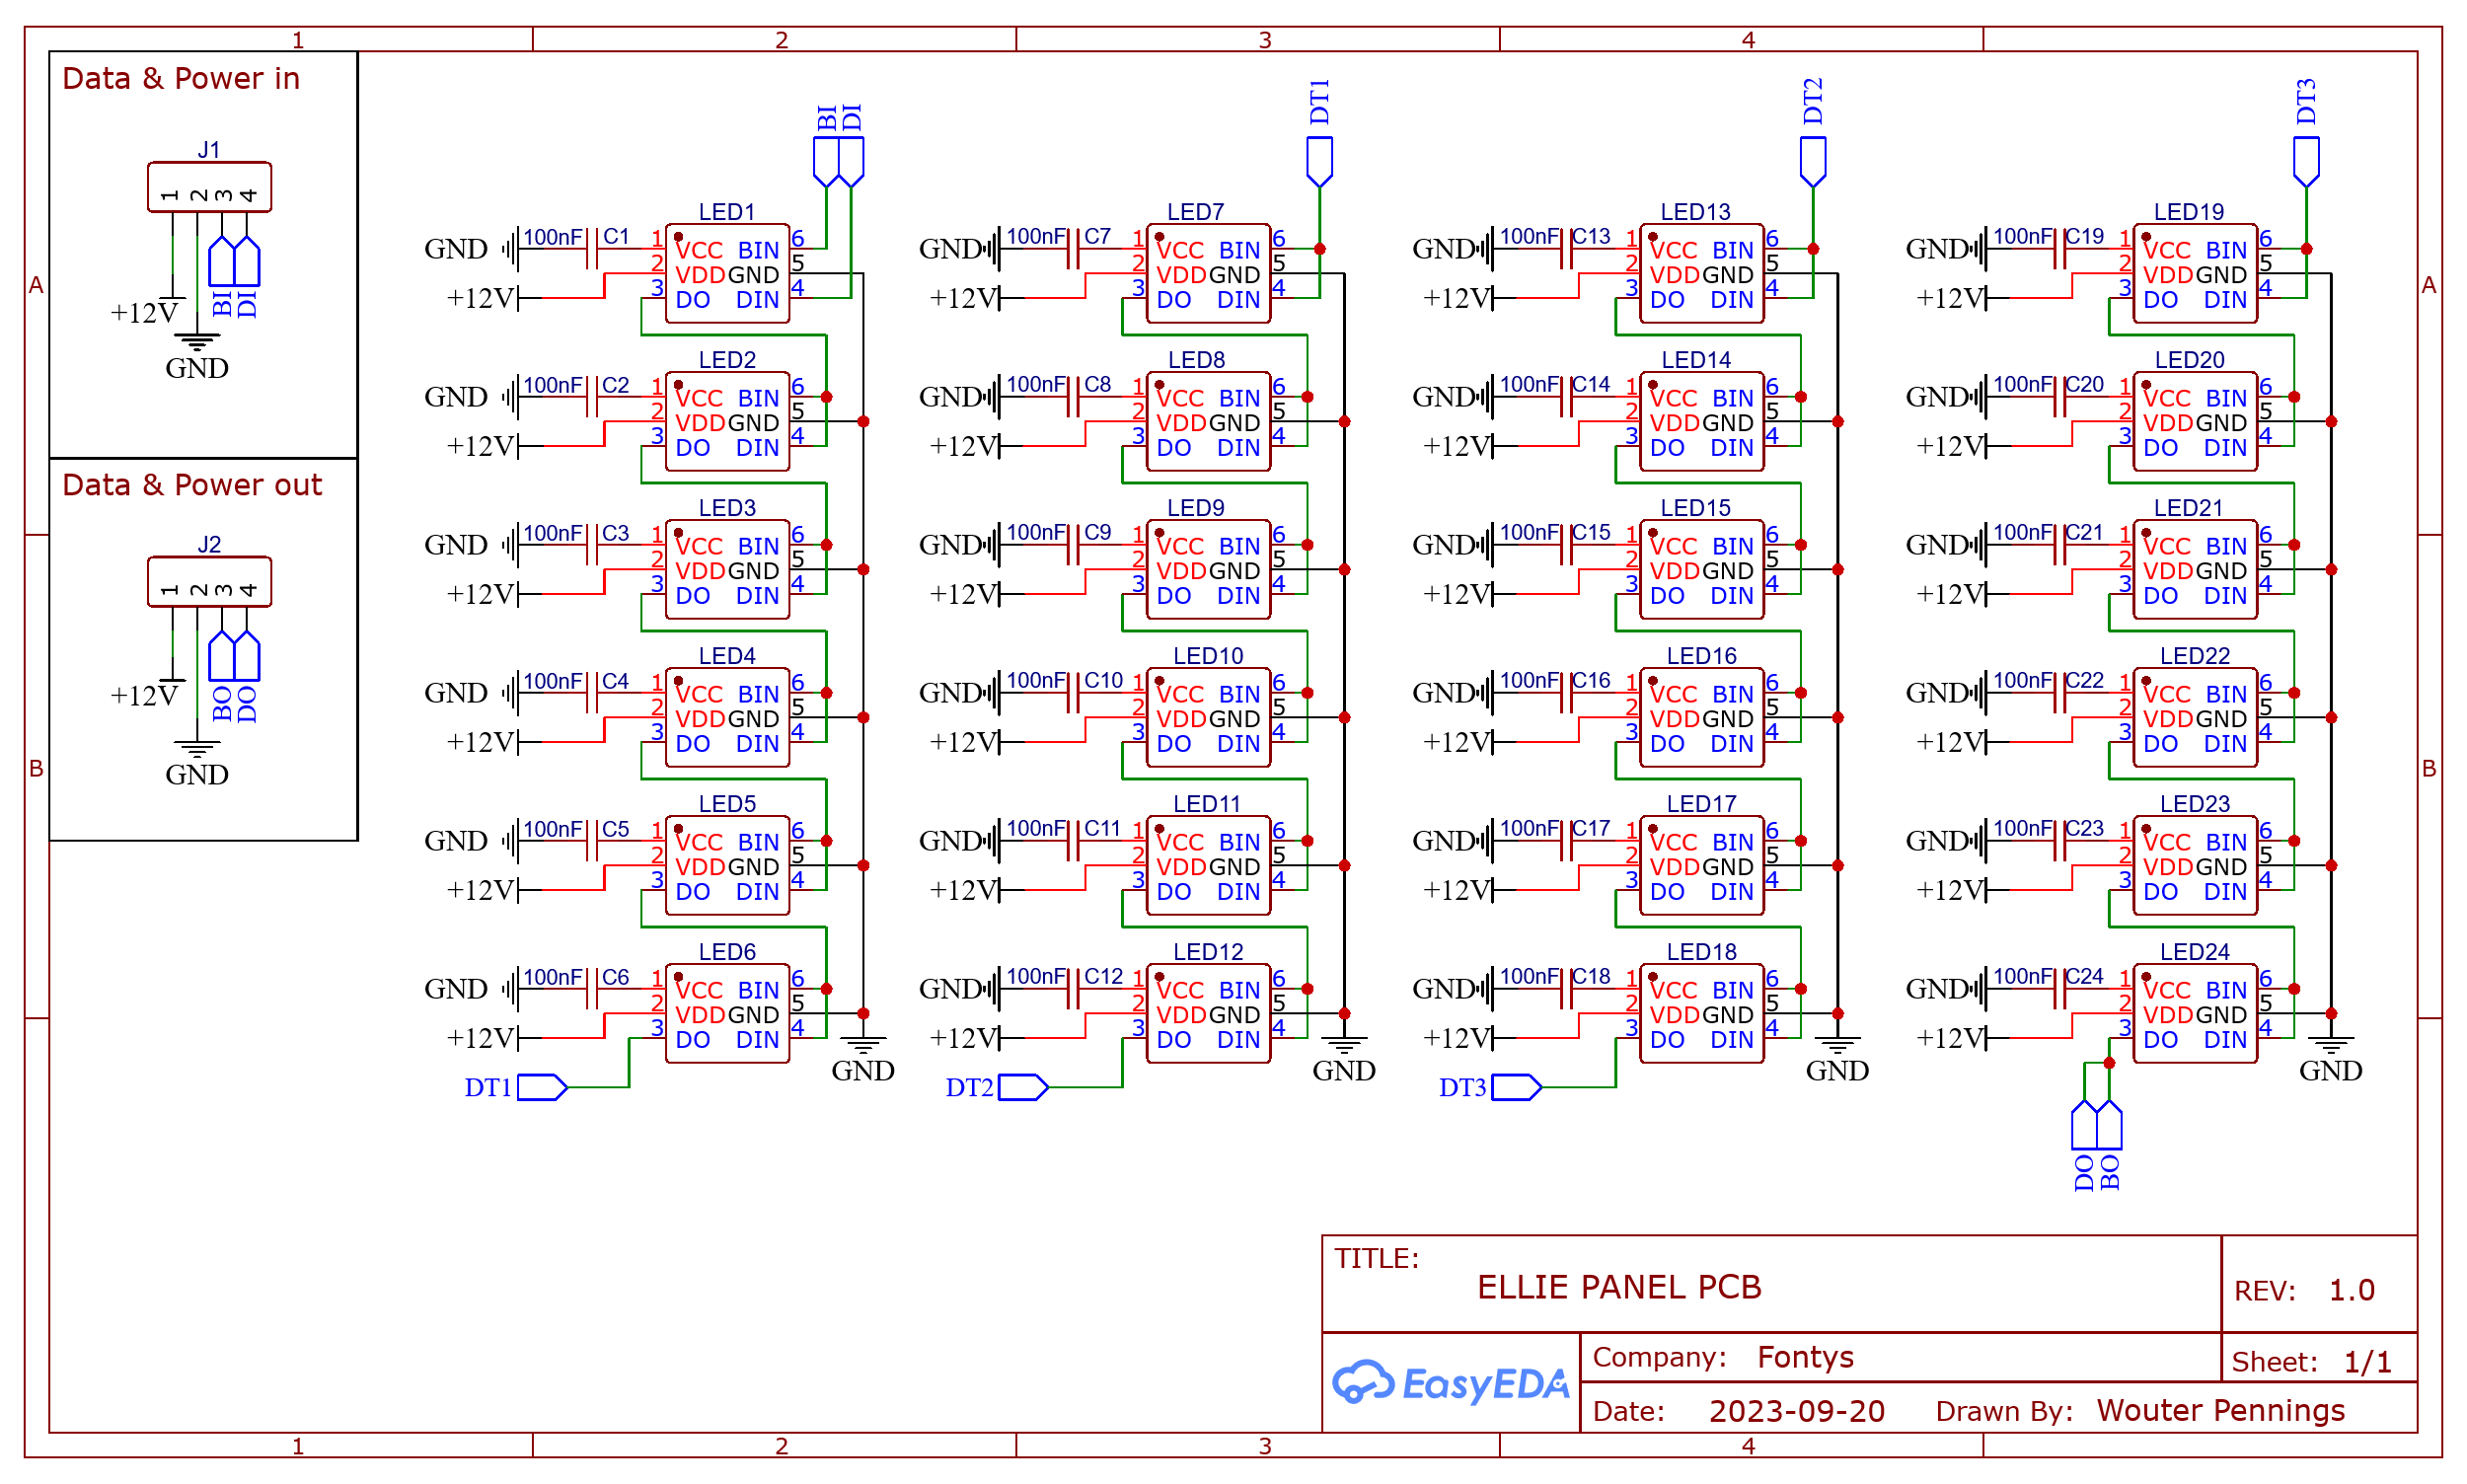 1 2 3 4
Data & Power in
J1
1 2 3 4
+12V
GND
BI DI
Data & Power out
J2
1 2 3 4
+12V
GND
BO DO
A A
B B
BI DI DT1 DT2 DT3
LED1 LED7 LED13 LED19
GND 100nF C1 1 VCC BIN 6 GND 100nF C7 1 VCC BIN 6 GND 100nF C13 1 VCC BIN 6 GND 100nF C19 1 VCC BIN 6
2 VDD GND 5 2 VDD GND 5 2 VDD GND 5 2 VDD GND 5
+12V 3 DO DIN 4 +12V 3 DO DIN 4 +12V 3 DO DIN 4 +12V 3 DO DIN 4
LED2 LED8 LED14 LED20
GND 100nF C2 1 VCC BIN 6 GND 100nF C8 1 VCC BIN 6 GND 100nF C14 1 VCC BIN 6 GND 100nF C20 1 VCC BIN 6
2 VDD GND 5 2 VDD GND 5 2 VDD GND 5 2 VDD GND 5
+12V 3 DO DIN 4 +12V 3 DO DIN 4 +12V 3 DO DIN 4 +12V 3 DO DIN 4
LED3 LED9 LED15 LED21
GND 100nF C3 1 VCC BIN 6 GND 100nF C9 1 VCC BIN 6 GND 100nF C15 1 VCC BIN 6 GND 100nF C21 1 VCC BIN 6
2 VDD GND 5 2 VDD GND 5 2 VDD GND 5 2 VDD GND 5
+12V 3 DO DIN 4 +12V 3 DO DIN 4 +12V 3 DO DIN 4 +12V 3 DO DIN 4
LED4 LED10 LED16 LED22
GND 100nF C4 1 VCC BIN 6 GND 100nF C10 1 VCC BIN 6 GND 100nF C16 1 VCC BIN 6 GND 100nF C22 1 VCC BIN 6
2 VDD GND 5 2 VDD GND 5 2 VDD GND 5 2 VDD GND 5
+12V 3 DO DIN 4 +12V 3 DO DIN 4 +12V 3 DO DIN 4 +12V 3 DO DIN 4
LED5 LED11 LED17 LED23
GND 100nF C5 1 VCC BIN 6 GND 100nF C11 1 VCC BIN 6 GND 100nF C17 1 VCC BIN 6 GND 100nF C23 1 VCC BIN 6
2 VDD GND 5 2 VDD GND 5 2 VDD GND 5 2 VDD GND 5
+12V 3 DO DIN 4 +12V 3 DO DIN 4 +12V 3 DO DIN 4 +12V 3 DO DIN 4
LED6 LED12 LED18 LED24
GND 100nF C6 1 VCC BIN 6 GND 100nF C12 1 VCC BIN 6 GND 100nF C18 1 VCC BIN 6 GND 100nF C24 1 VCC BIN 6
2 VDD GND 5 2 VDD GND 5 2 VDD GND 5 2 VDD GND 5
+12V 3 DO DIN 4 +12V 3 DO DIN 4 +12V 3 DO DIN 4 +12V 3 DO DIN 4
GND GND GND GND
DT1 DT2 DT3
DO BO
TITLE:
ELLIE PANEL PCB
REV: 1.0
EasyEDA
Company: Fontys
Sheet: 1/1
Date: 2023-09-20 Drawn By: Wouter Pennings
1 2 3 4